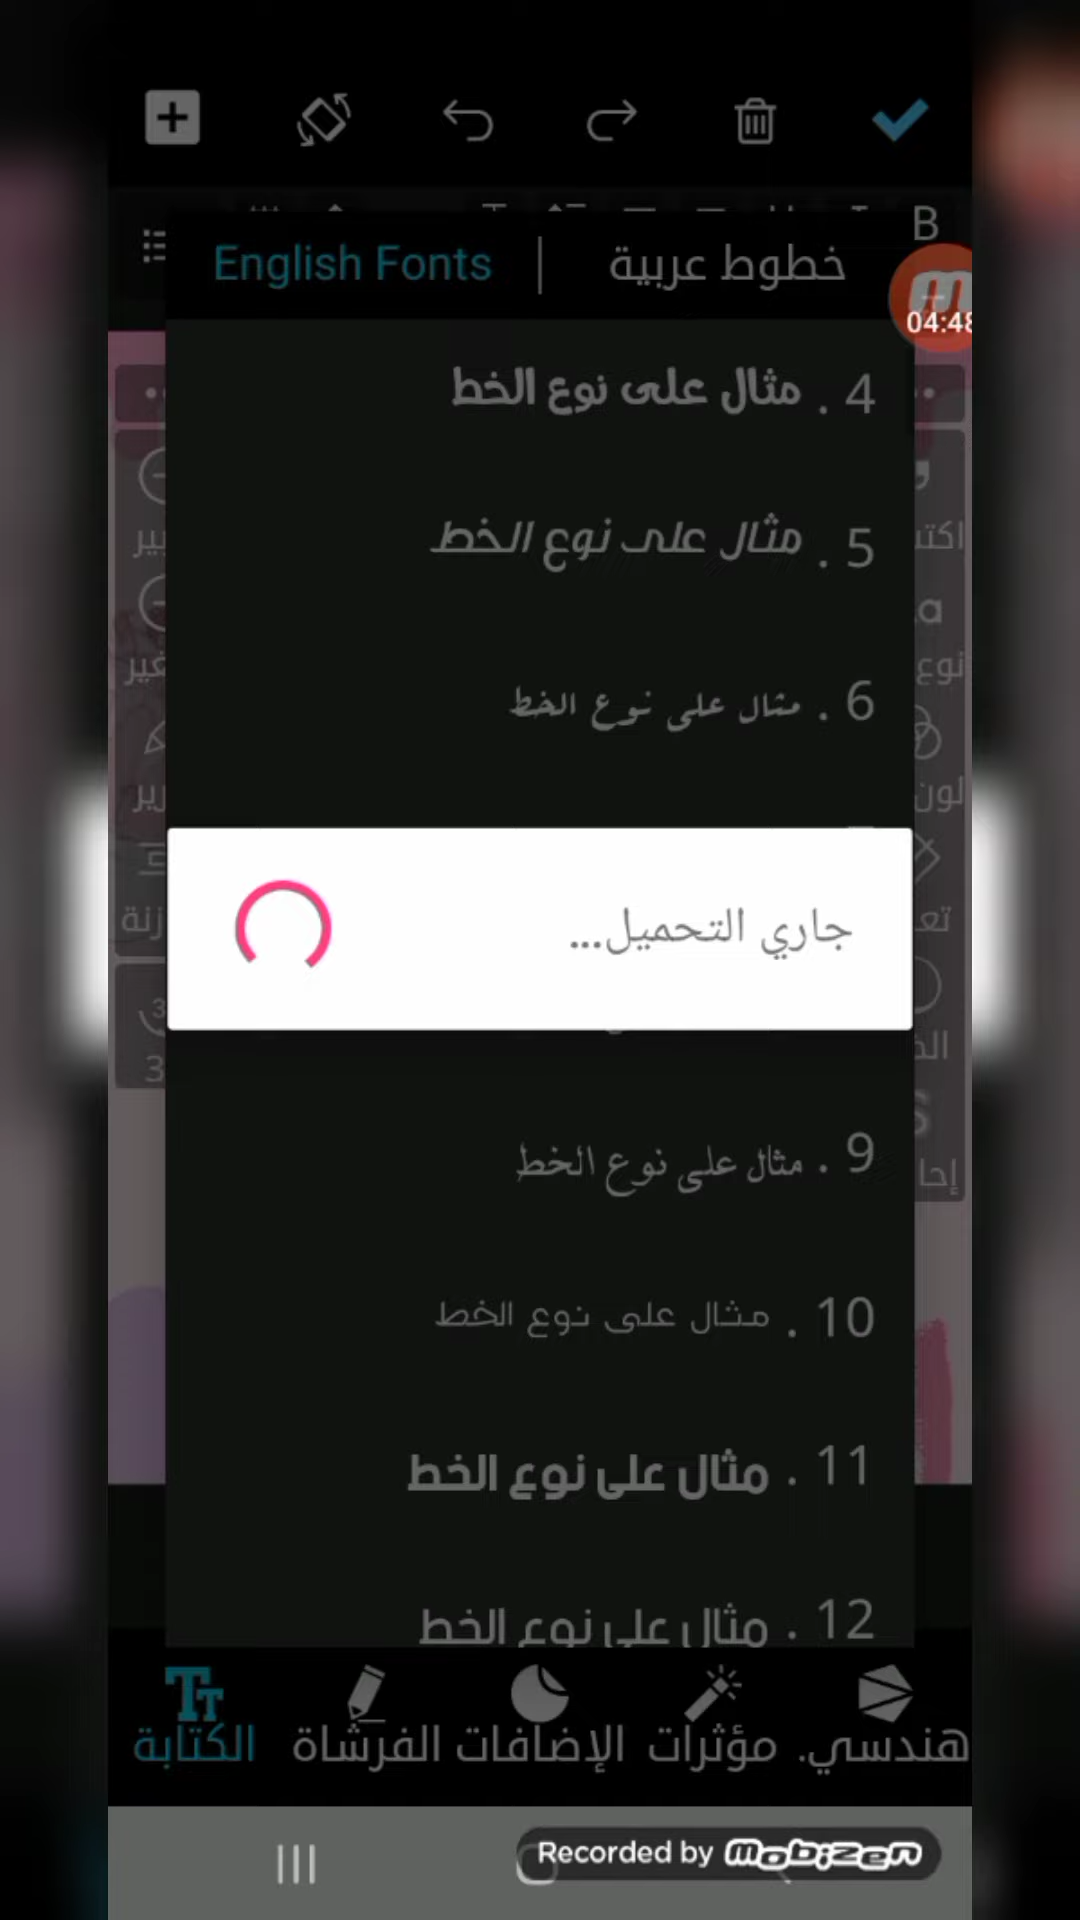 B
English Fonts | خطوط عربية
04:48
4 . مثال على نوع الخط
5 . مثال على نوع الخط
6 . مثال على نوع الخط
جاري التحميل...
9 . مثال على نوع الخط
10 . مثال على نوع الخط
11 . مثال على نوع الخط
12 . مثال على نوع الخط
الكتابة
الفرشاة
الإضافات
مؤثرات
هندسي.
Recorded by mobizen